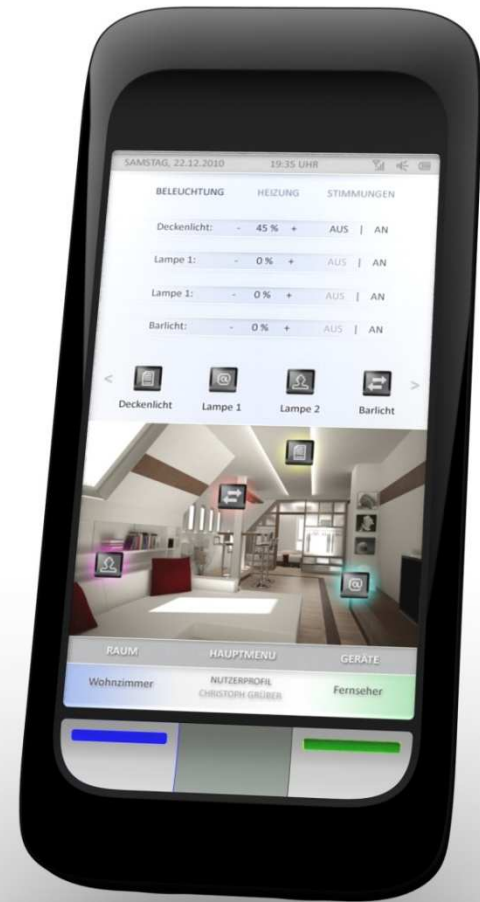 SAMSTAG, 22.12.2010 19:35 UHR
BELEUCHTUNG HEIZUNG STIMMUNGEN
Deckenlicht: - 45 % + AUS | AN
Lampe 1: - 0 % + AUS | AN
Lampe 1: - 0 % + AUS | AN
Barlicht: - 0 % + AUS | AN
< @ >
Deckenlicht Lampe 1 Lampe 2 Barlicht
@
RAUM HAUPTMENU GERÄTE
Wohnzimmer NUTZERPROFIL Fernseher
CHRISTOPH GRÜBER